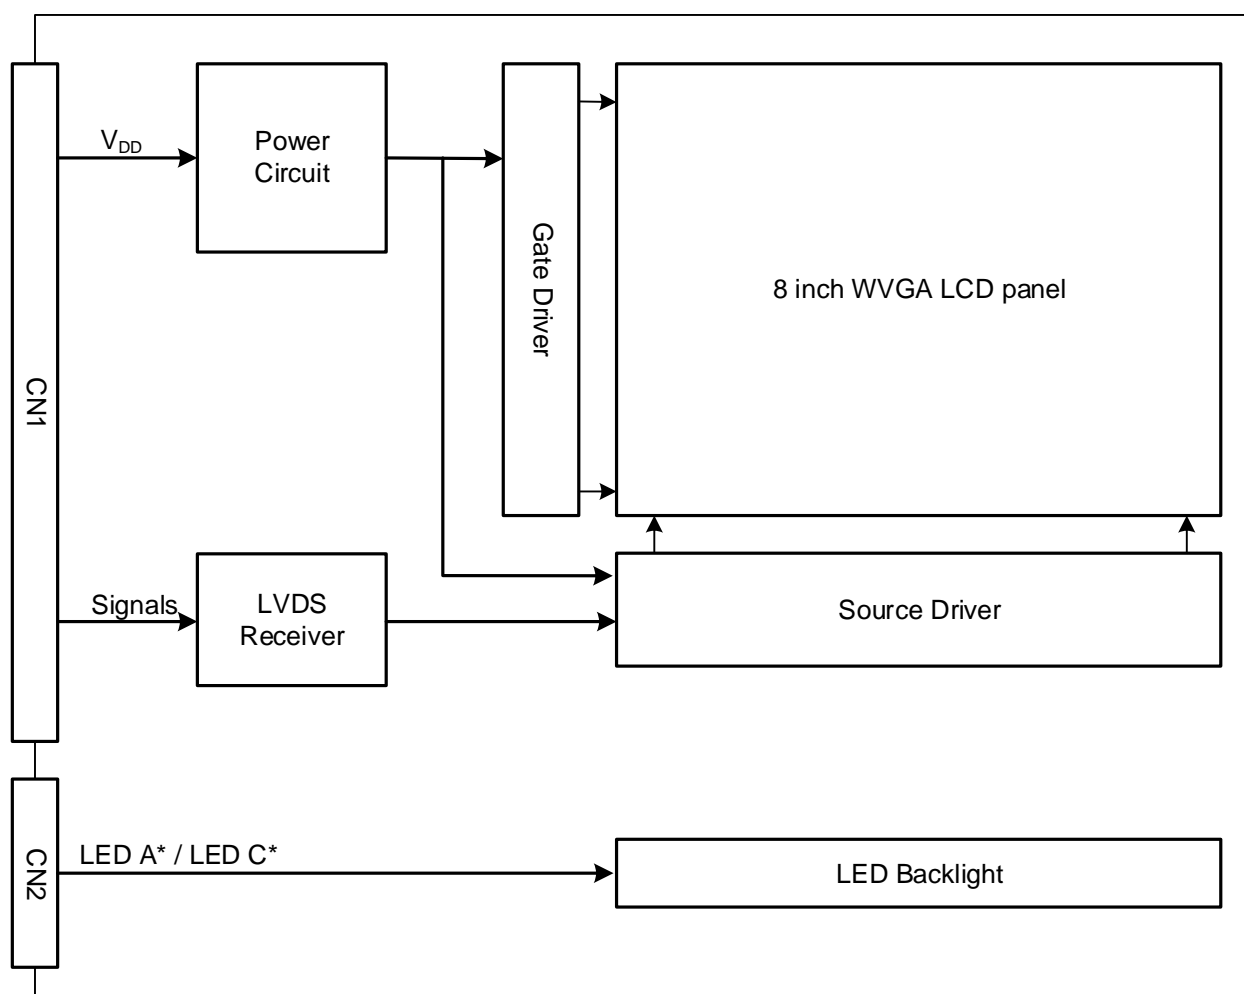 V_DD
Power
Circuit
Gate Driver
8 inch WVGA LCD panel
CN1
Signals
LVDS
Receiver
Source Driver
CN2
LED A* / LED C*
LED Backlight